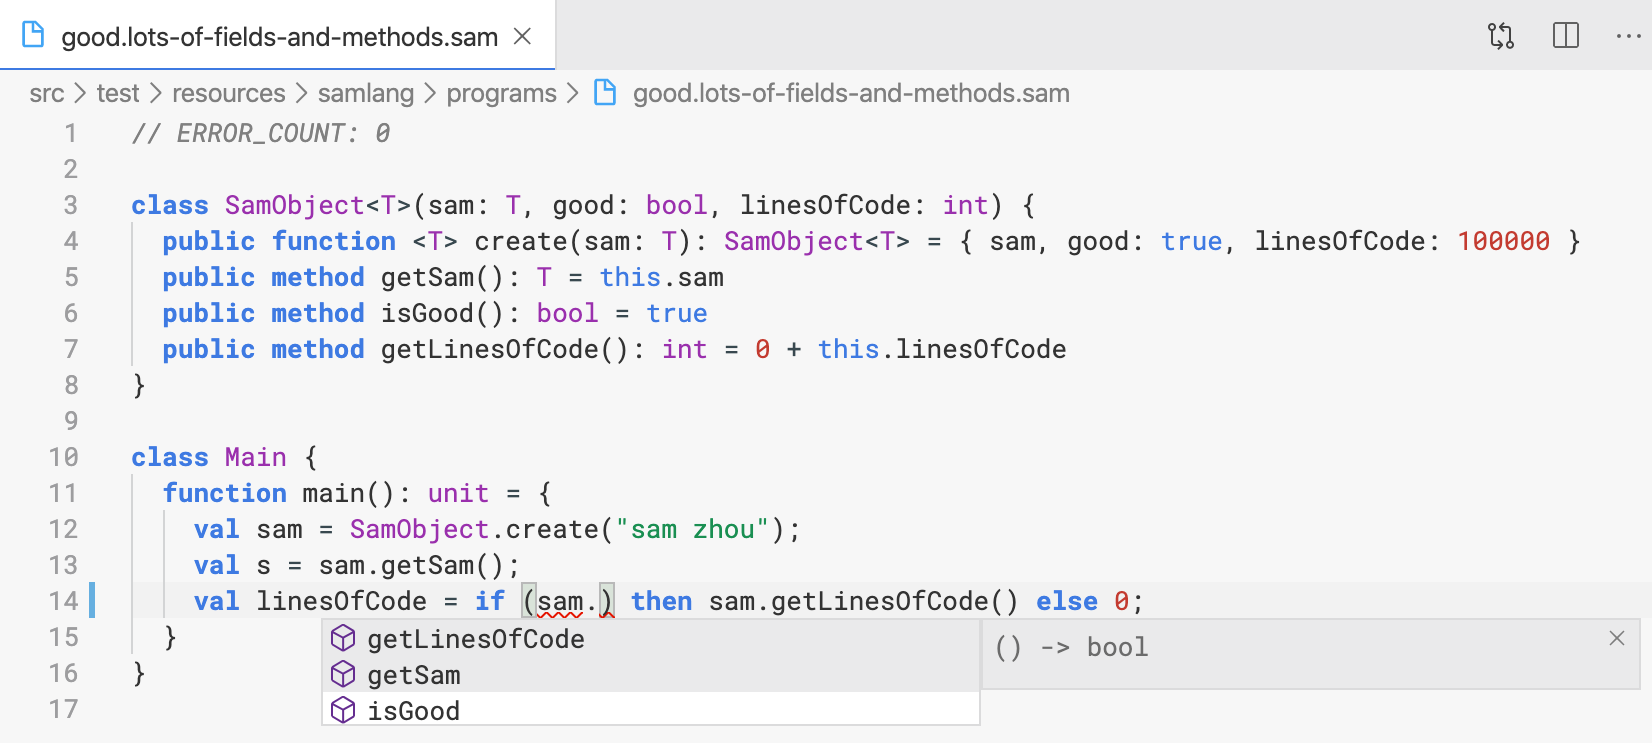 good.lots-of-fields-and-methods.sam
src > test > resources > samlang > programs > good.lots-of-fields-and-methods.sam
1 // ERROR_COUNT: 0
2
3 class SamObject<T>(sam: T, good: bool, linesOfCode: int) {
4 public function <T> create(sam: T): SamObject<T> = { sam, good: true, linesOfCode: 100000 }
5 public method getSam(): T = this.sam
6 public method isGood(): bool = true
7 public method getLinesOfCode(): int = 0 + this.linesOfCode
8 }
9
10 class Main {
11 function main(): unit = {
12 val sam = SamObject.create("sam zhou");
13 val s = sam.getSam();
14 val linesOfCode = if (sam.) then sam.getLinesOfCode() else 0;
15 }
16 }
17
getLinesOfCode
getSam
isGood
() -> bool